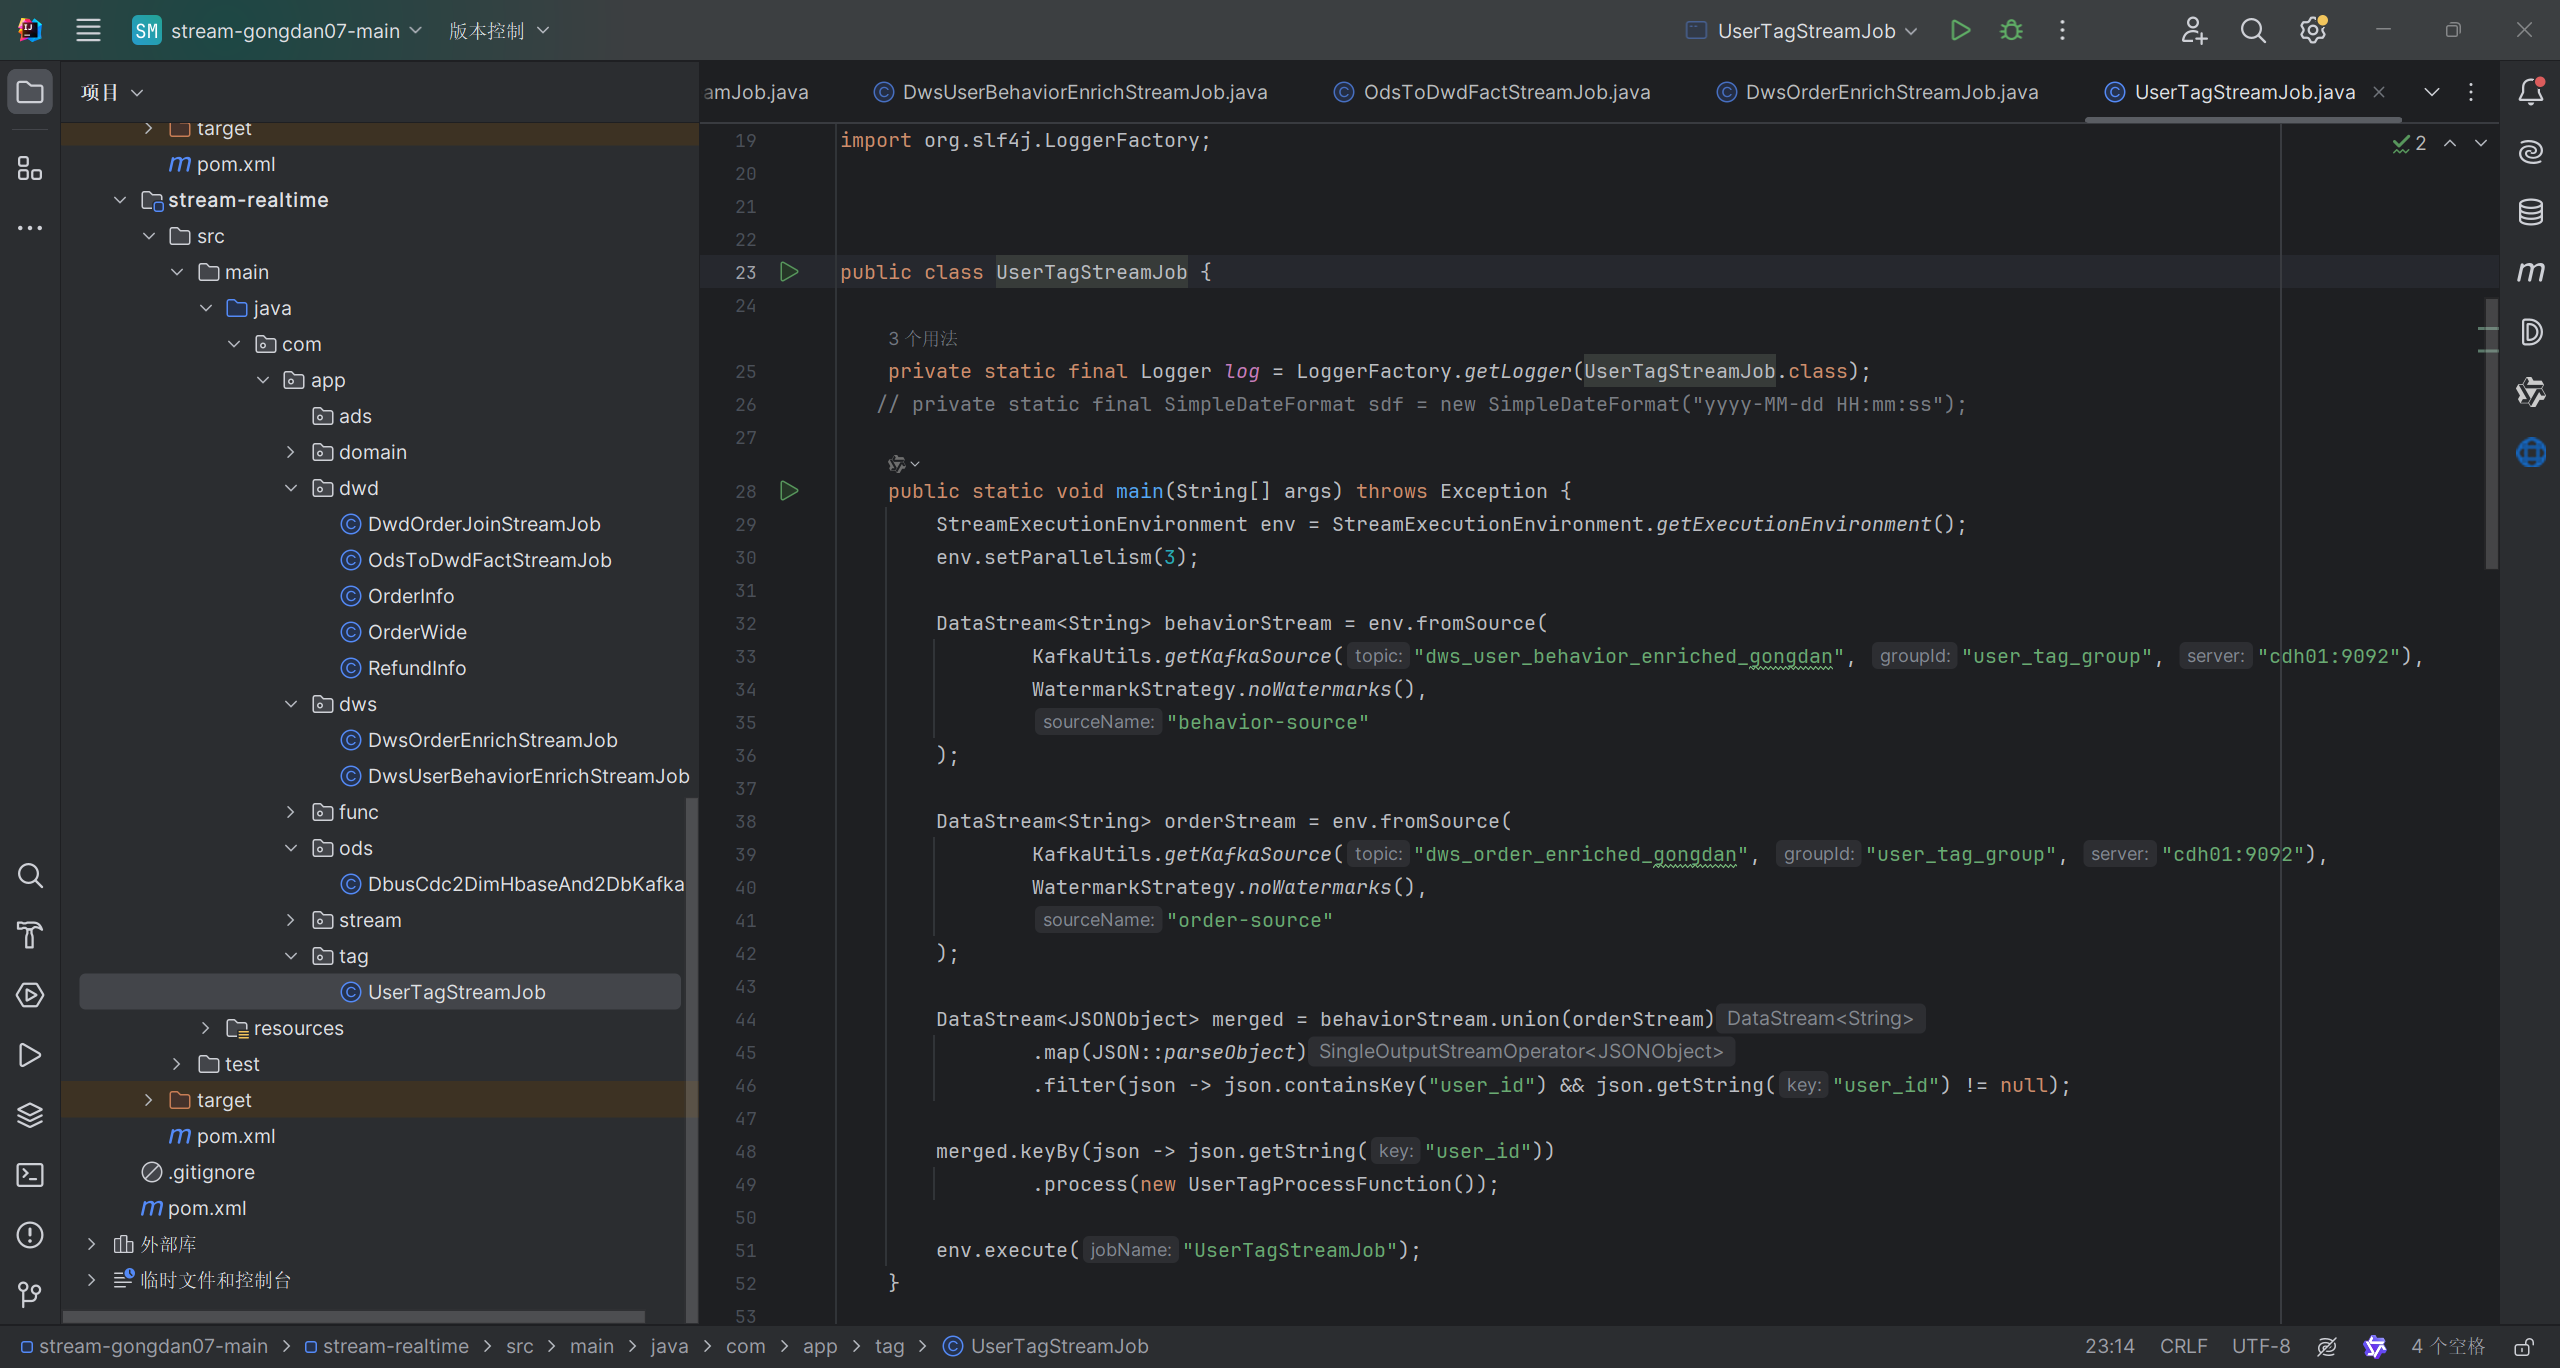 SM stream-gongdan07-main 版本控制 UserTagStreamJob
项目
target
pom.xml
stream-realtime
src
main
java
com
app
ads
domain
dwd
DwdOrderJoinStreamJob
OdsToDwdFactStreamJob
OrderInfo
OrderWide
RefundInfo
dws
DwsOrderEnrichStreamJob
DwsUserBehaviorEnrichStreamJob
func
ods
DbusCdc2DimHbaseAnd2DbKafka
stream
tag
UserTagStreamJob
resources
test
target
pom.xml
.gitignore
pom.xml
外部库
临时文件和控制台
amJob.java DwsUserBehaviorEnrichStreamJob.java OdsToDwdFactStreamJob.java DwsOrderEnrichStreamJob.java UserTagStreamJob.java
2
19 import org.slf4j.LoggerFactory;
20
21
22
23 public class UserTagStreamJob {
24
3 个用法
25 private static final Logger log = LoggerFactory.getLogger(UserTagStreamJob.class);
26 // private static final SimpleDateFormat sdf = new SimpleDateFormat("yyyy-MM-dd HH:mm:ss");
27
28 public static void main(String[] args) throws Exception {
29 StreamExecutionEnvironment env = StreamExecutionEnvironment.getExecutionEnvironment();
30 env.setParallelism(3);
31
32 DataStream<String> behaviorStream = env.fromSource(
33 KafkaUtils.getKafkaSource( topic: "dws_user_behavior_enriched_gongdan", groupId: "user_tag_group", server: "cdh01:9092"),
34 WatermarkStrategy.noWatermarks(),
35 sourceName: "behavior-source"
36 );
37
38 DataStream<String> orderStream = env.fromSource(
39 KafkaUtils.getKafkaSource( topic: "dws_order_enriched_gongdan", groupId: "user_tag_group", server: "cdh01:9092"),
40 WatermarkStrategy.noWatermarks(),
41 sourceName: "order-source"
42 );
43
44 DataStream<JSONObject> merged = behaviorStream.union(orderStream) DataStream<String>
45 .map(JSON::parseObject) SingleOutputStreamOperator<JSONObject>
46 .filter(json -> json.containsKey("user_id") && json.getString( key: "user_id") != null);
47
48 merged.keyBy(json -> json.getString( key: "user_id"))
49 .process(new UserTagProcessFunction());
50
51 env.execute( jobName: "UserTagStreamJob");
52 }
53
stream-gongdan07-main > stream-realtime > src > main > java > com > app > tag > UserTagStreamJob 23:14 CRLF UTF-8 4 个空格